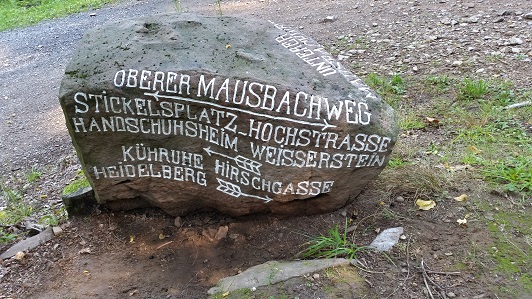 OBERER MAUSBACHWEG
STICKELSPLATZ HOCHSTRASSE
HANDSCHUHSHEIM WEISSERSTEIN
KÜHRUHE
HEIDELBERG HIRSCHGASSE